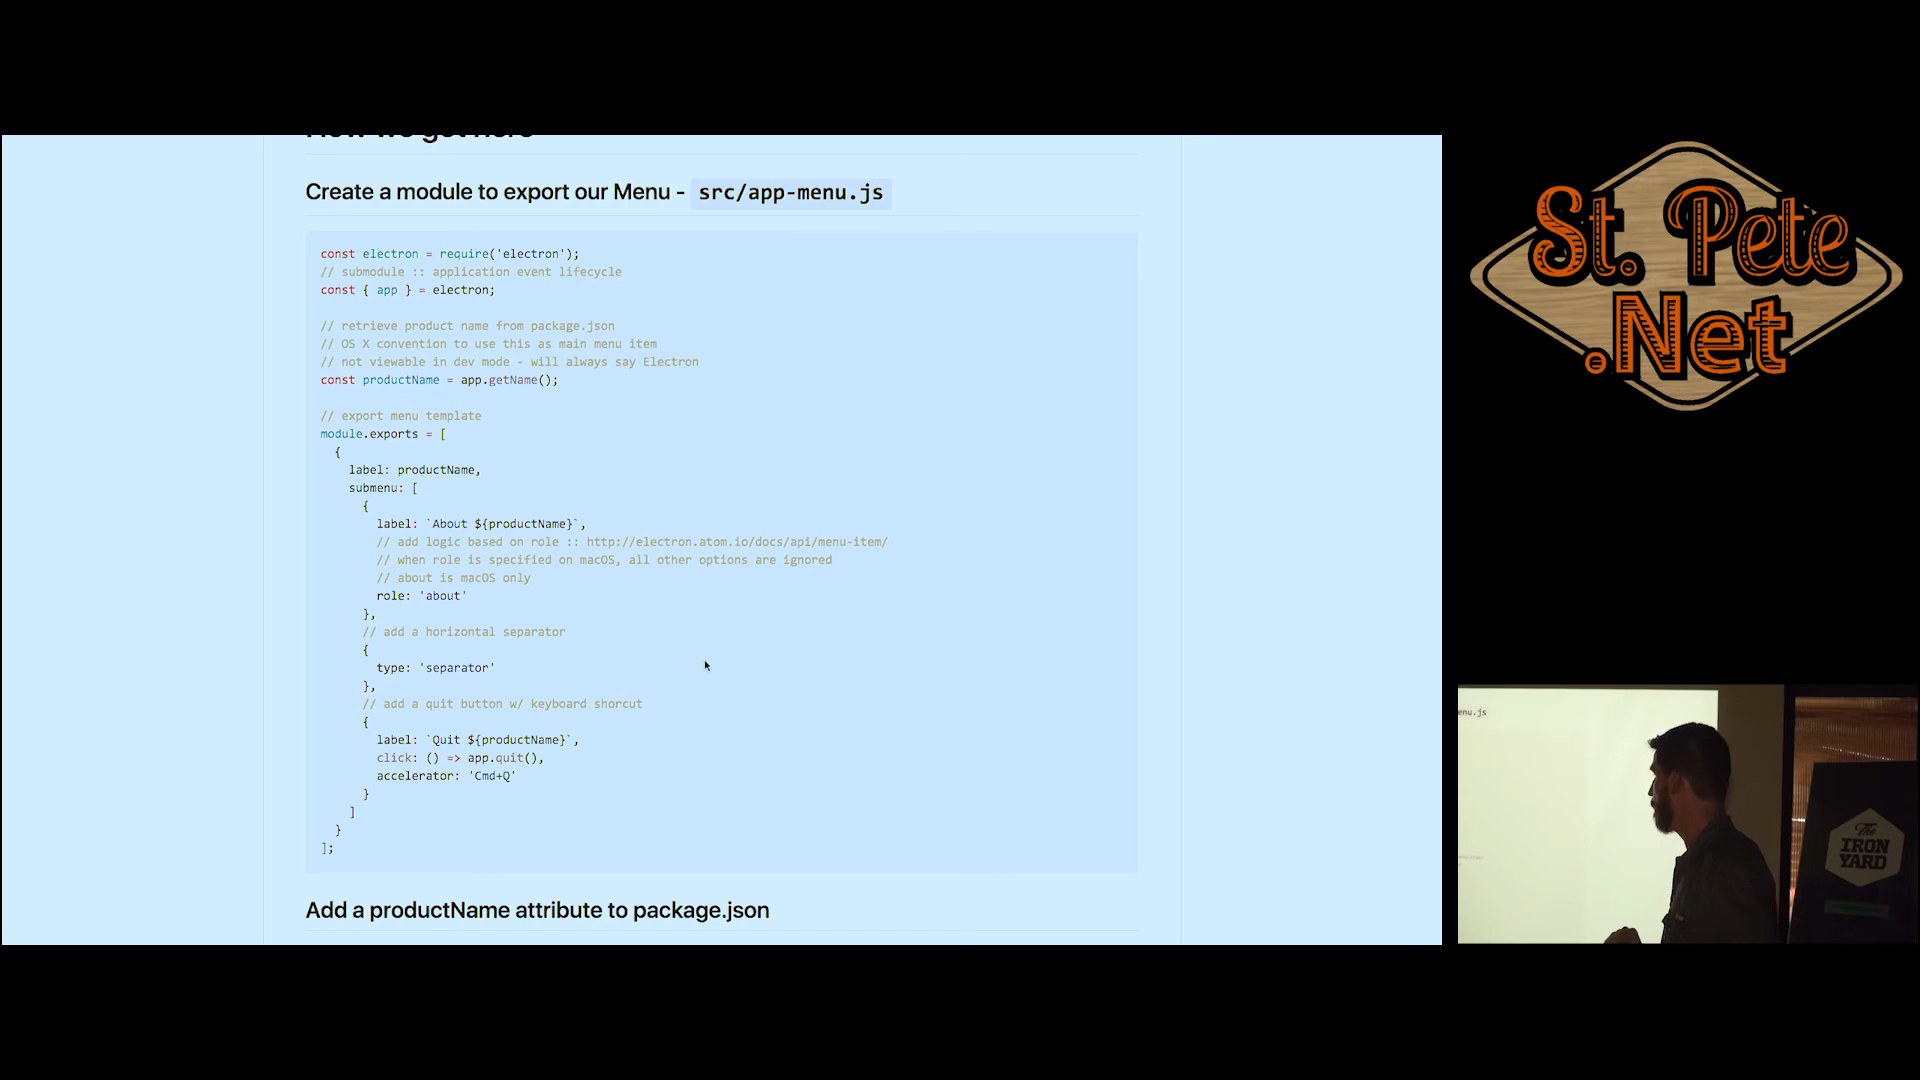 How we got here
Create a module to export our Menu - src/app-menu.js
const electron = require('electron');
// submodule :: application event lifecycle
const { app } = electron;
// retrieve product name from package.json
// OS X convention to use this as main menu item
// not viewable in dev mode - will always say Electron
const productName = app.getName();
// export menu template
module.exports = [
{
label: productName,
submenu: [
{
label: `About ${productName}`,
// add logic based on role :: http://electron.atom.io/docs/api/menu-item/
// when role is specified on macOS, all other options are ignored
// about is macOS only
role: 'about'
},
// add a horizontal separator
{
type: 'separator'
},
// add a quit button w/ keyboard shorcut
{
label: `Quit ${productName}`,
click: () => app.quit(),
accelerator: 'Cmd+Q'
}
]
}
];
Add a productName attribute to package.json
St. Pete
.Net
enu.js
The
IRON
YARD